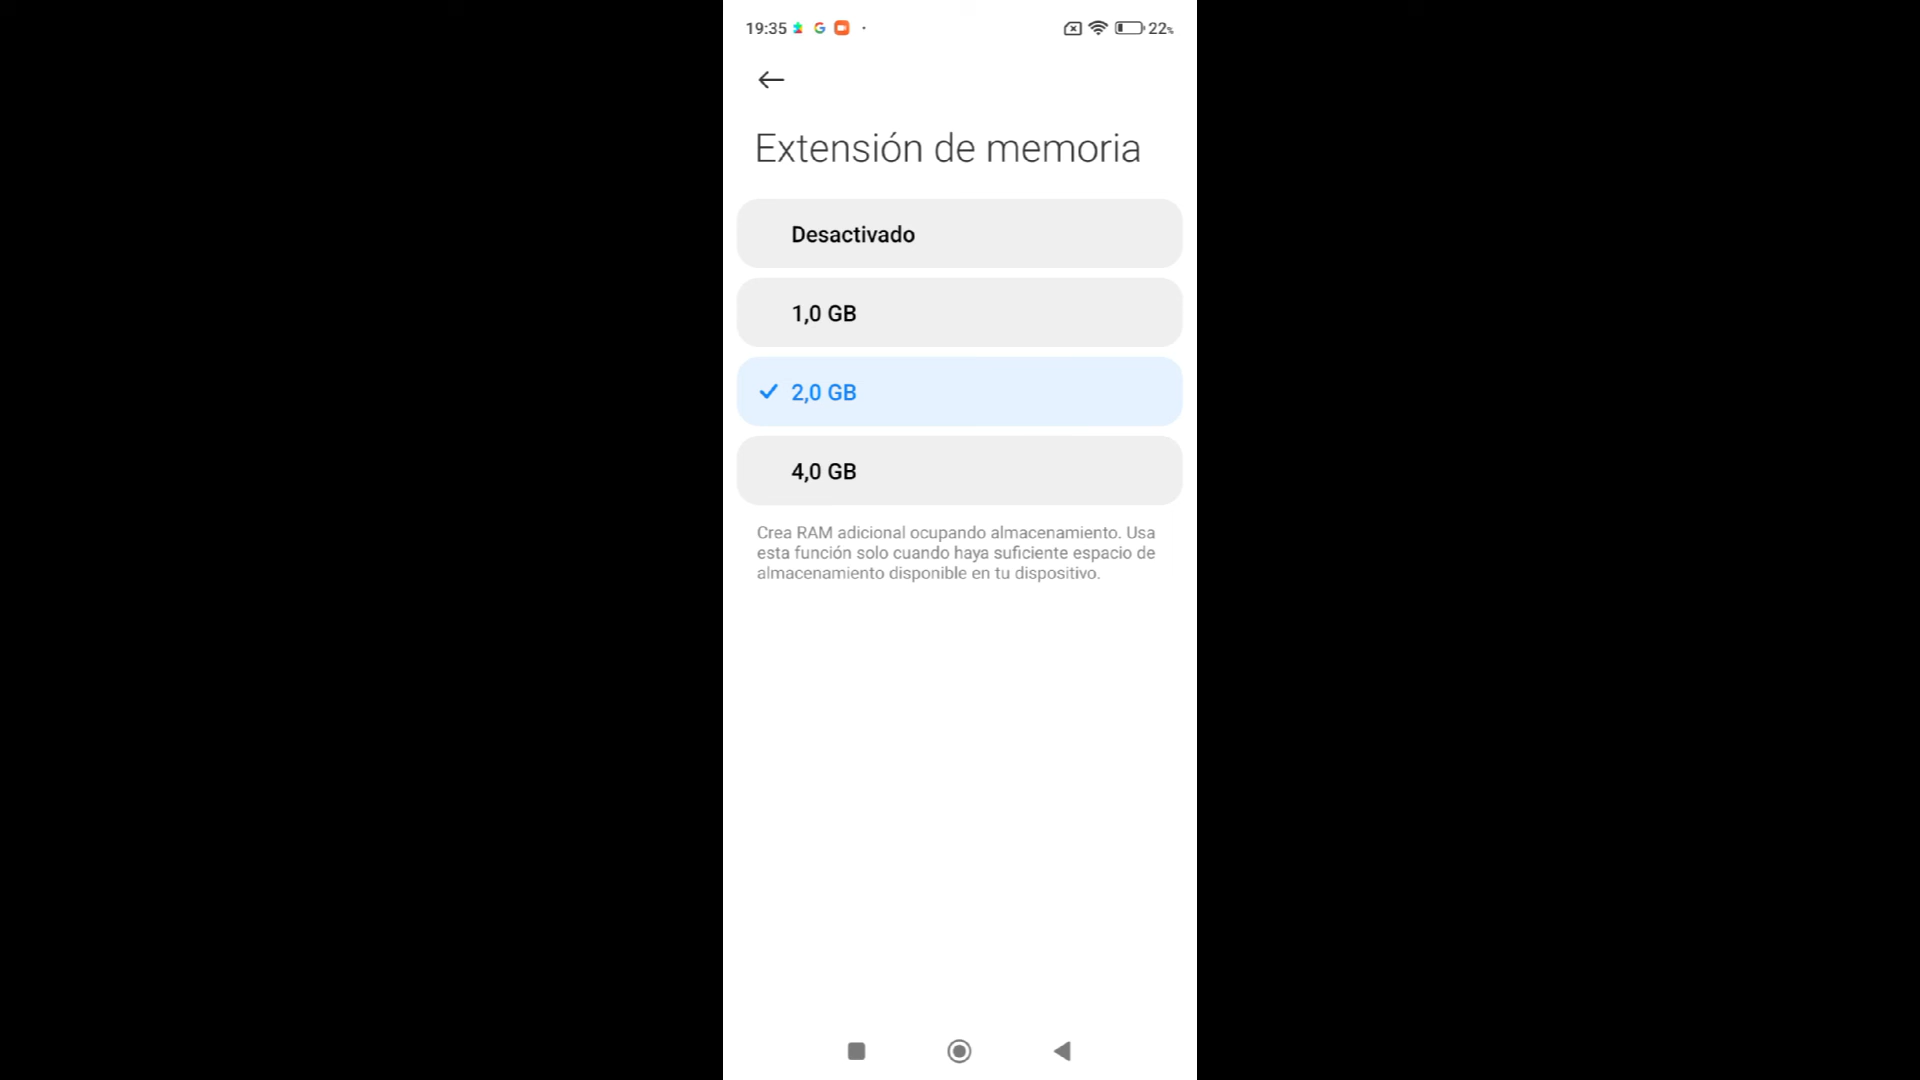 19:35 G 22%
Extensión de memoria
Desactivado
1,0 GB
2,0 GB
4,0 GB
Crea RAM adicional ocupando almacenamiento. Usa
esta función solo cuando haya suficiente espacio de
almacenamiento disponible en tu dispositivo.